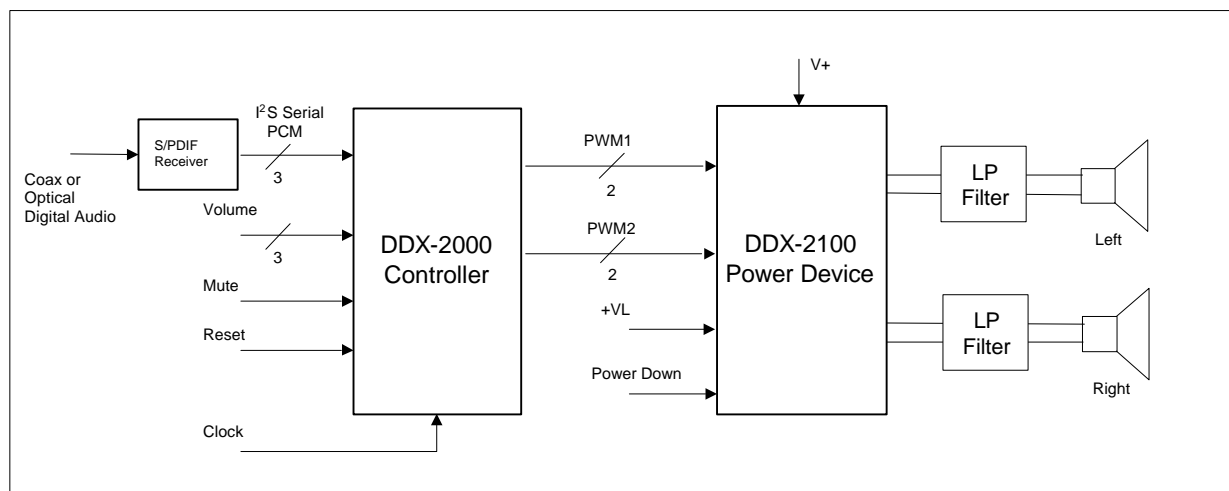 V+
I²S Serial
PCM
S/PDIF
Receiver
3
Coax or
Optical
Digital Audio
Volume
3
Mute
Reset
Clock
DDX-2000
Controller
PWM1
2
PWM2
2
+VL
Power Down
DDX-2100
Power Device
LP
Filter
Left
LP
Filter
Right